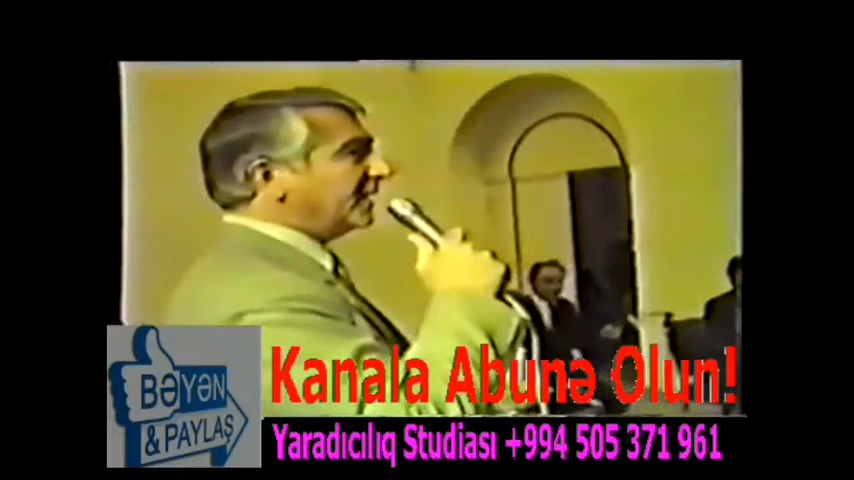 Kanala Abunə Olun!
BƏYƏN
& PAYLAŞ
Yaradıcılıq Studiası +994 505 371 961